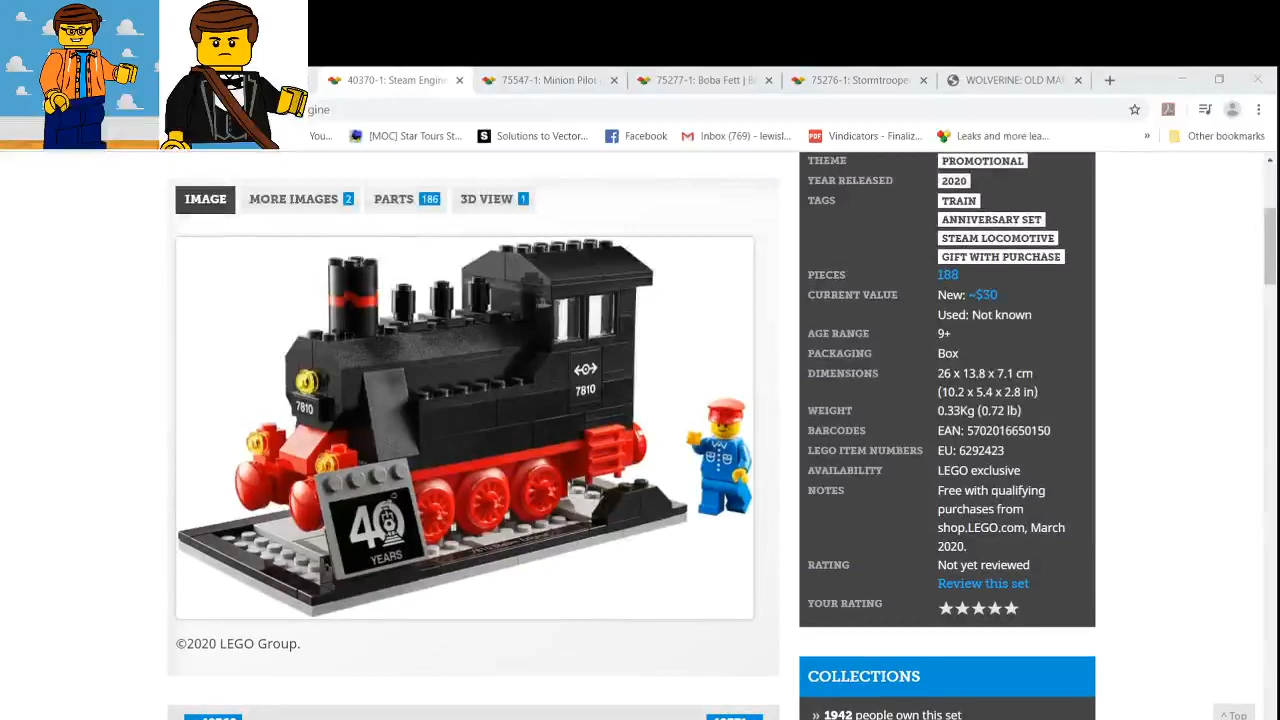 40370-1: Steam Engine
75547-1: Minion Pilot
75277-1: Boba Fett | B
75276-1: Stormtrooper
WOLVERINE: OLD MA
gine
You...
[MOC] Star Tours St...
Solutions to Vector...
Facebook
Inbox (769) - lewisl...
Vindicators - Finaliz...
Leaks and more lea...
»
Other bookmarks
IMAGE
MORE IMAGES 2
PARTS 186
3D VIEW 1
7810
7810
40
YEARS
©2020 LEGO Group.
THEME PROMOTIONAL
YEAR RELEASED 2020
TAGS TRAIN
ANNIVERSARY SET
STEAM LOCOMOTIVE
GIFT WITH PURCHASE
PIECES 188
CURRENT VALUE New: ~$30
Used: Not known
AGE RANGE 9+
PACKAGING Box
DIMENSIONS 26 x 13.8 x 7.1 cm
(10.2 x 5.4 x 2.8 in)
WEIGHT 0.33Kg (0.72 lb)
BARCODES EAN: 5702016650150
LEGO ITEM NUMBERS EU: 6292423
AVAILABILITY LEGO exclusive
NOTES Free with qualifying
purchases from
shop.LEGO.com, March
2020.
RATING Not yet reviewed
Review this set
YOUR RATING
COLLECTIONS
» 1942 people own this set
^ Top